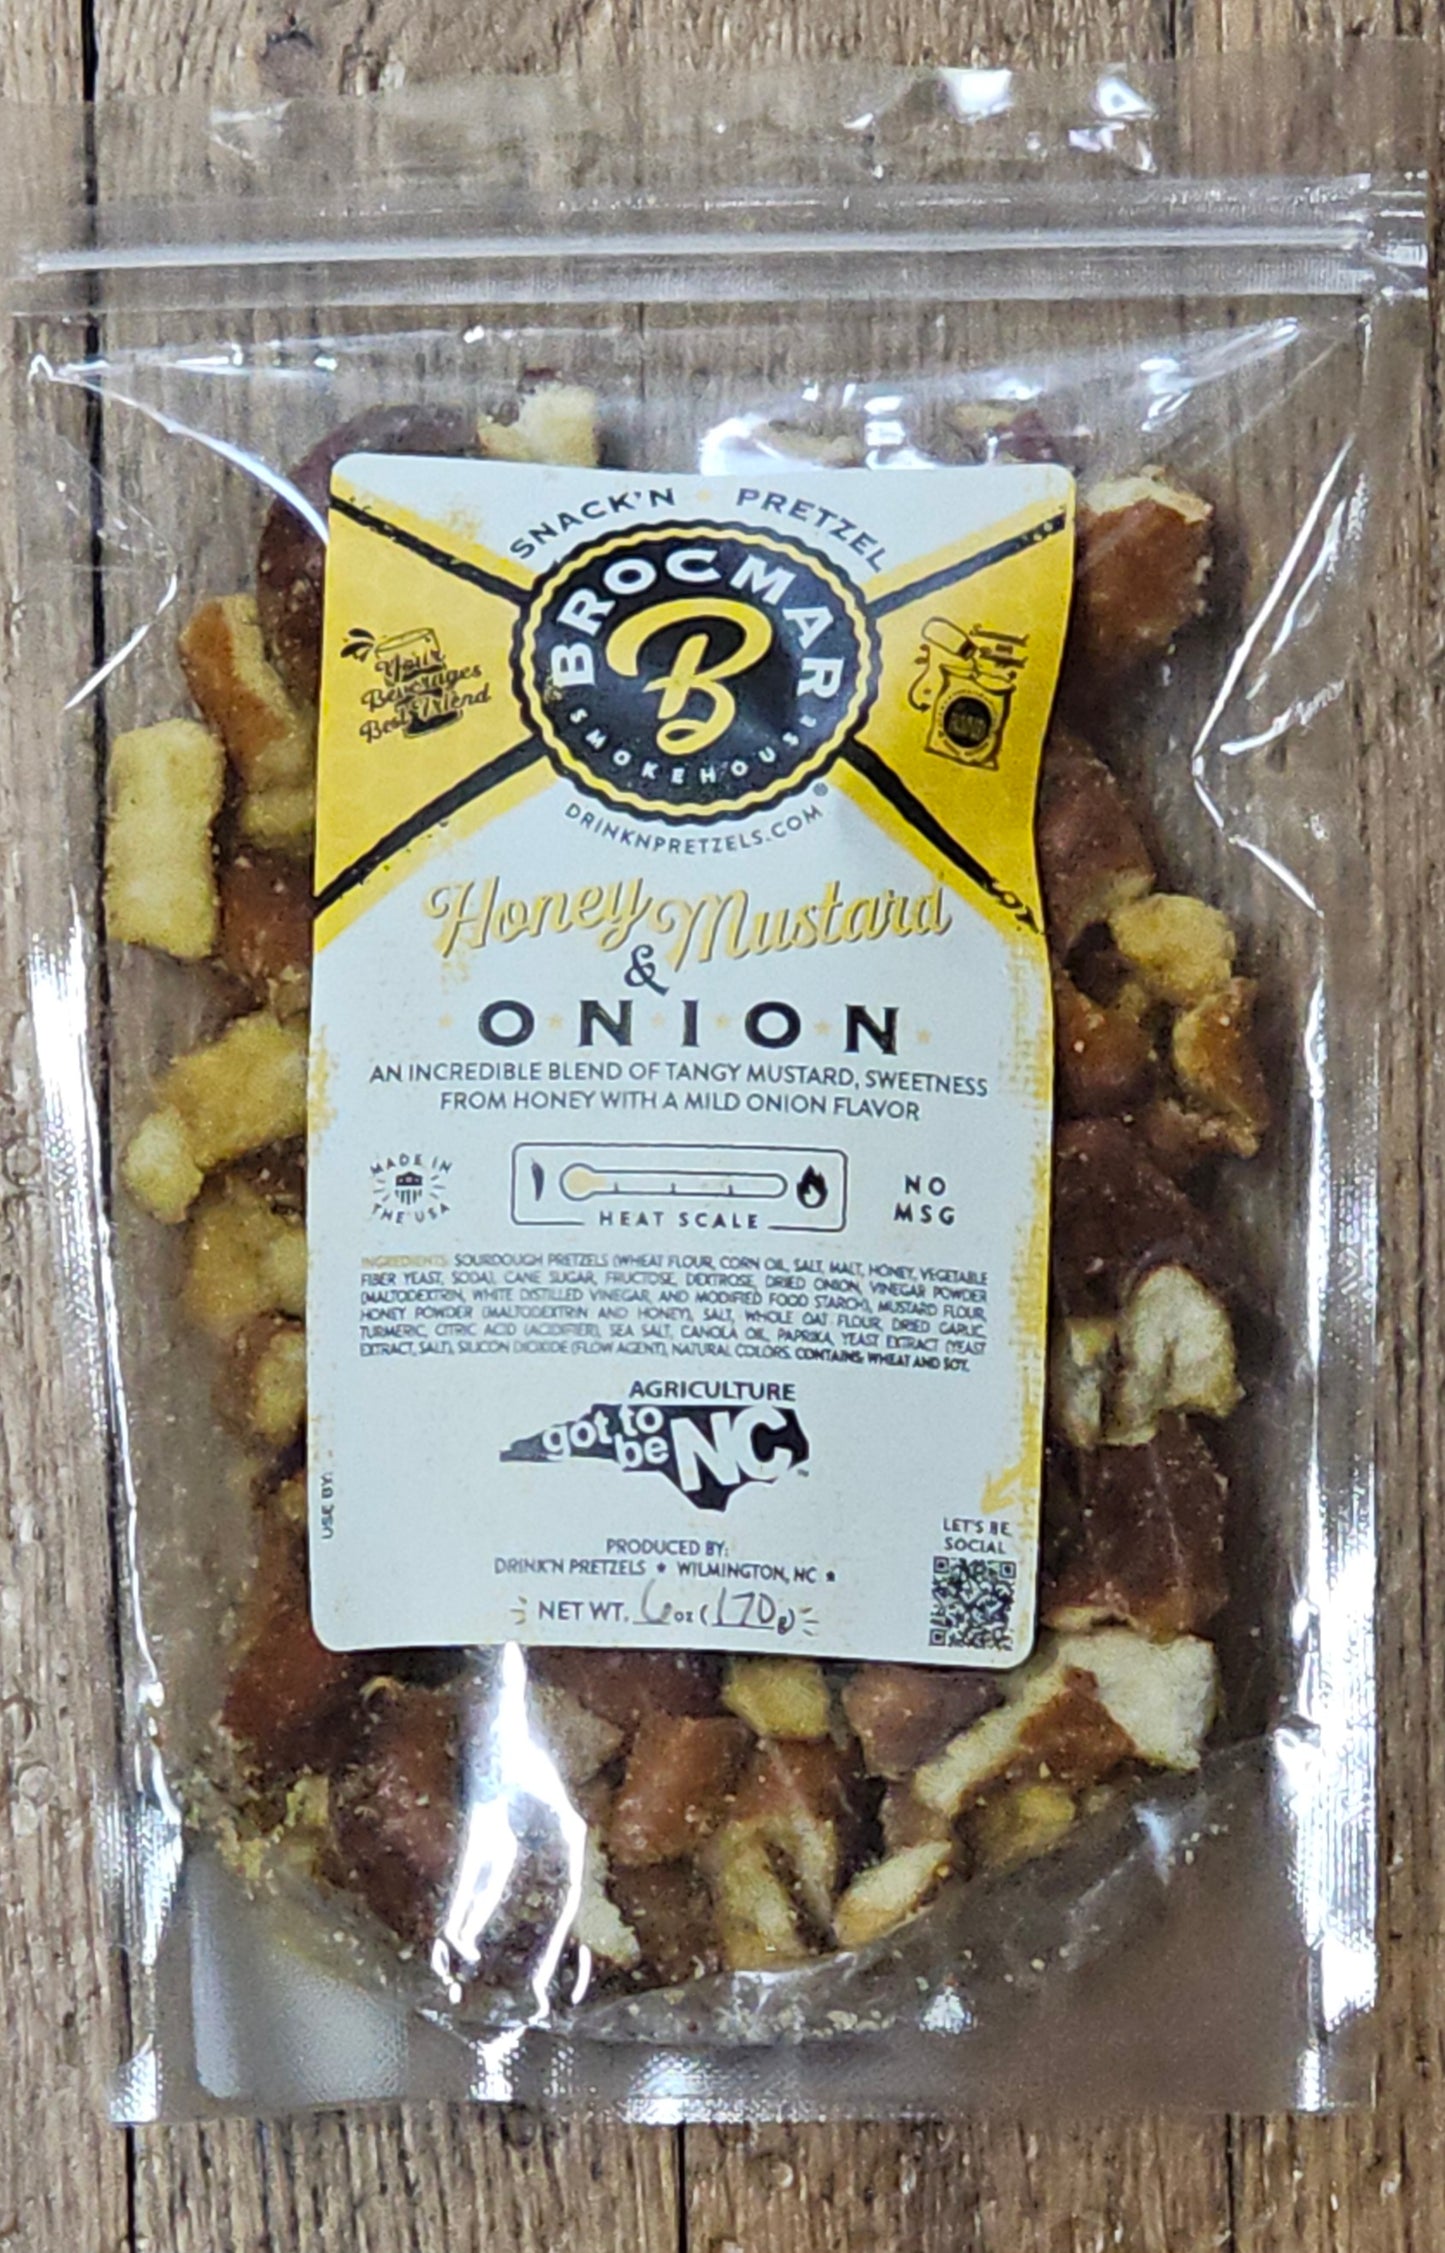 SNACK'N PRETZEL
BROCMAR
B
SMOKEHOUSE
DRINKNPRETZELS.COM®
Your
Beverages
Best Friend
LOT
Honey Mustard
&
ONION
AN INCREDIBLE BLEND OF TANGY MUSTARD, SWEETNESS
FROM HONEY WITH A MILD ONION FLAVOR
MADE IN
THE USA
HEAT SCALE
NO
MSG
INGREDIENTS: SOURDOUGH PRETZELS (WHEAT FLOUR, CORN OIL, SALT, MALT, HONEY, VEGETABLE
FIBER YEAST, SODA), CANE SUGAR, FRUCTOSE, DEXTROSE, DRIED ONION, VINEGAR POWDER
(MALTODEXTRIN, WHITE DISTILLED VINEGAR, AND MODIFIED FOOD STARCH), MUSTARD FLOUR,
HONEY POWDER (MALTODEXTRIN AND HONEY), SALT, WHOLE OAT FLOUR, DRIED GARLIC,
TURMERIC, CITRIC ACID (ACIDIFIER), SEA SALT, CANOLA OIL, PAPRIKA, YEAST EXTRACT (YEAST
EXTRACT, SALT), SILICON DIOXIDE (FLOW AGENT), NATURAL COLORS. CONTAINS: WHEAT AND SOY.
AGRICULTURE
got to
be NC
USE BY:
PRODUCED BY:
DRINK'N PRETZELS ★ WILMINGTON, NC ★
NET WT. 6 oz (170 g)
LET'S BE
SOCIAL